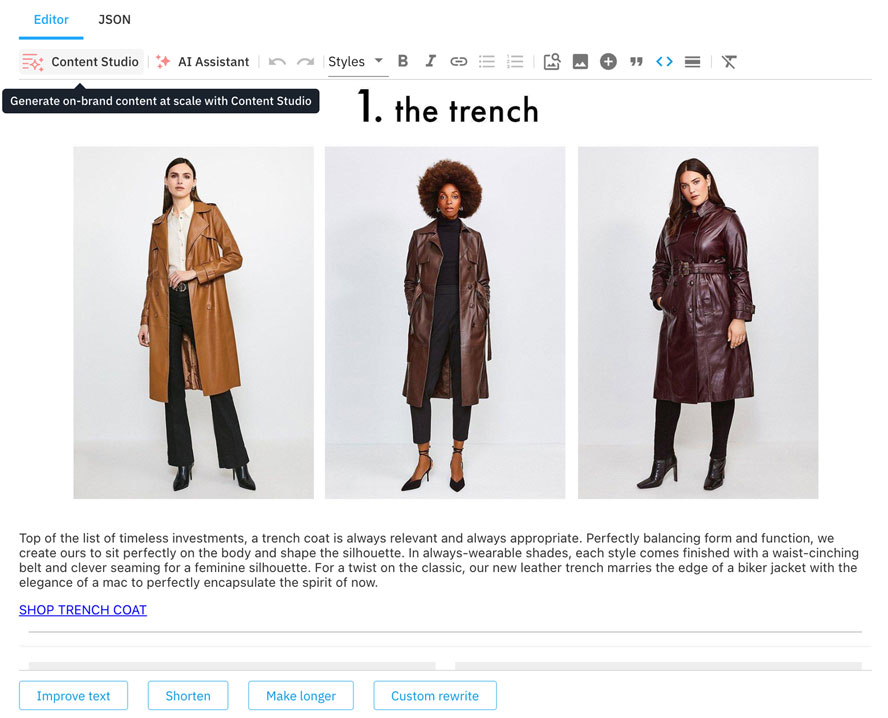 Editor JSON
Content Studio AI Assistant Styles B I
Generate on-brand content at scale with Content Studio
1. the trench
Top of the list of timeless investments, a trench coat is always relevant and always appropriate. Perfectly balancing form and function, we
create ours to sit perfectly on the body and shape the silhouette. In always-wearable shades, each style comes finished with a waist-cinching
belt and clever seaming for a feminine silhouette. For a twist on the classic, our new leather trench marries the edge of a biker jacket with the
elegance of a mac to perfectly encapsulate the spirit of now.
SHOP TRENCH COAT
Improve text Shorten Make longer Custom rewrite